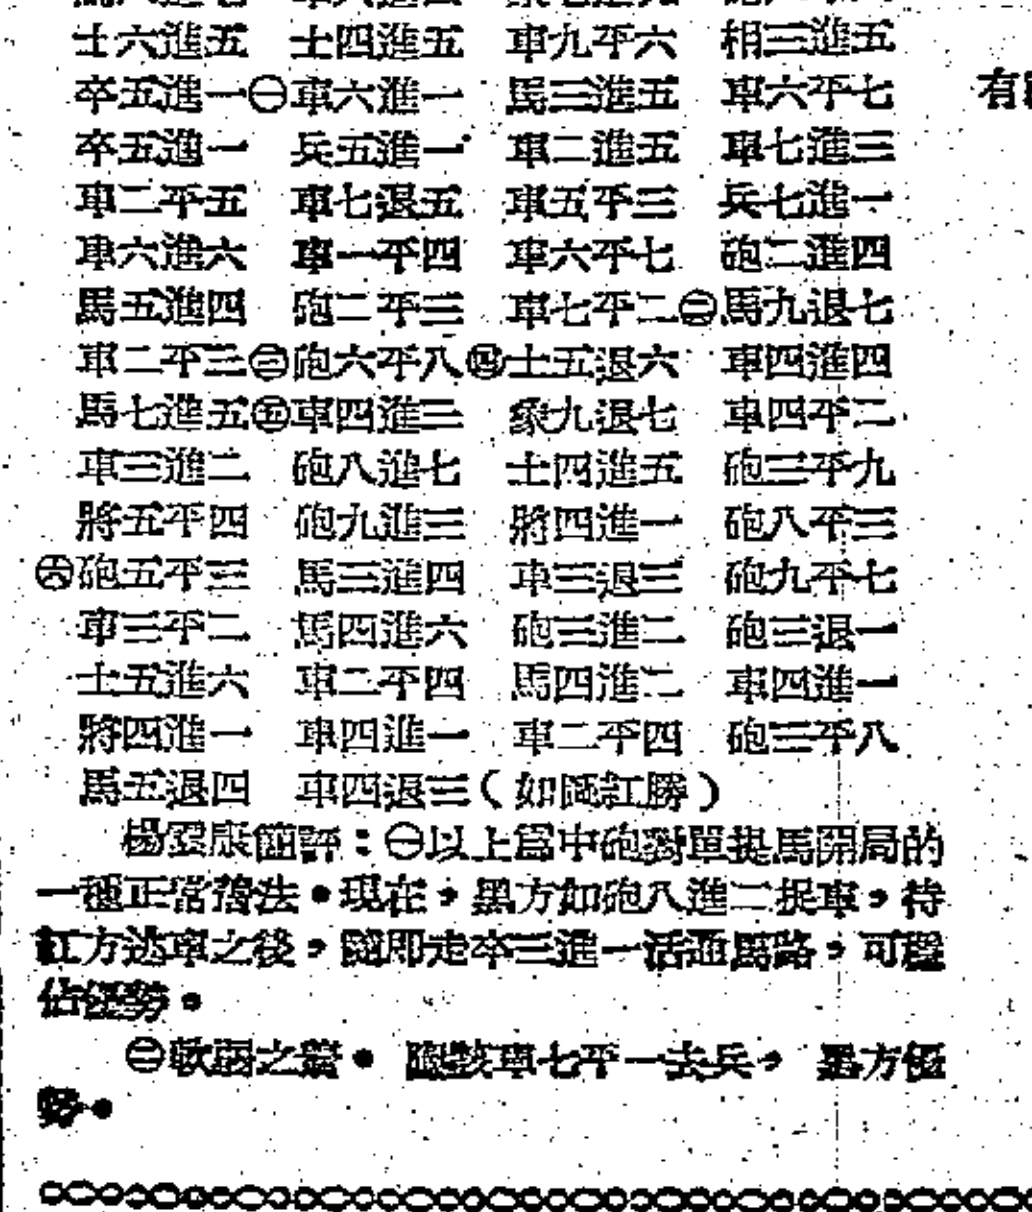 士六進五 士四進五 車九平六 相三進五
卒五進一㊀車六進一 馬三進五 車六平七
有
卒五進一 兵五進一 車二進五 車七進三
車二平五 車七退五 車五平三 兵七進一
車六進六 車一平四 車六平七 砲二進四
馬五進四 砲二平三 車七平二㊁馬九退七
車二平三㊂砲六平八㊃士五退六 車四進四
馬七進五㊄車四進三 象九退七 車四平二
車三進二 砲八進七 士四進五 砲三平九
將五平四 砲九進三 將四進一 砲八平三
㊅砲五平三 馬三進四 車三退三 砲九平七
車三平二 馬四進六 砲三進二 砲三退一
士五進六 車二平四 馬四進二 車四進一
將四進一 車四進一 車二平四 砲三平八
馬五退四 車四退三(如圖紅勝)
楊 簡評:㊀以上爲中砲對單提馬開局的
一種正常着法。現在,黑方如砲八進二捉車,待
紅方逃車之後,隨即走卒三進一活通馬路,可穩
佔優勢。
㊁軟弱之着。 應該車七平一去兵, 黑方優
勢。